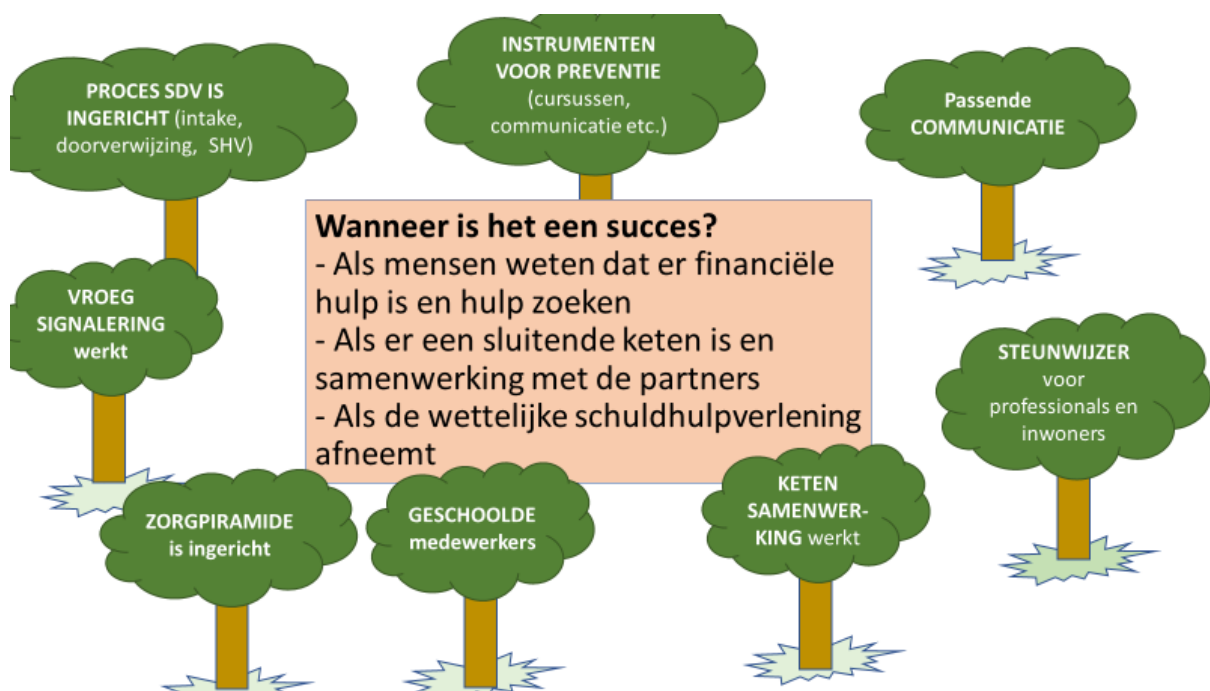 PROCES SDV IS
INGERICHT (intake,
doorverwijzing, SHV)
INSTRUMENTEN
VOOR PREVENTIE
(cursussen,
communicatie etc.)
Passende
COMMUNICATIE
Wanneer is het een succes?
- Als mensen weten dat er financiële
hulp is en hulp zoeken
- Als er een sluitende keten is en
samenwerking met de partners
- Als de wettelijke schuldhulpverlening
afneemt
VROEG
SIGNALERING
werkt
STEUNWIJZER
voor
professionals en
inwoners
ZORGPIRAMIDE
is ingericht
GESCHOOLDE
medewerkers
KETEN
SAMENWER-
KING werkt